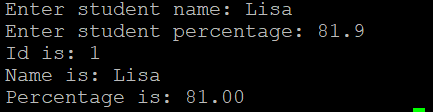 Enter student name: Lisa
Enter student percentage: 81.9
Id is: 1
Name is: Lisa
Percentage is: 81.00